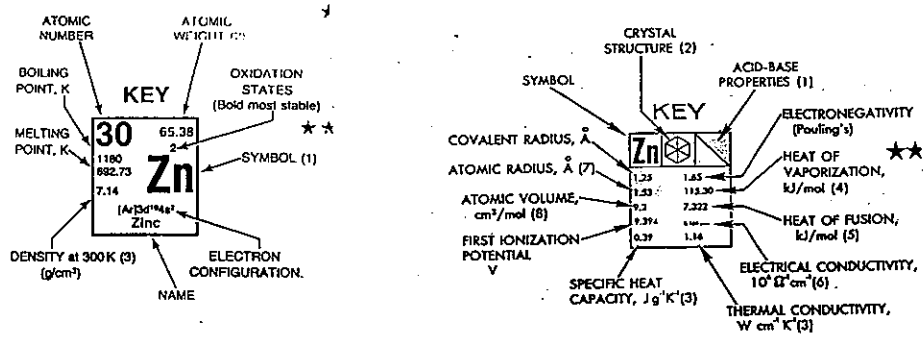 ATOMIC
NUMBER
ATOMIC
WEIGHT
BOILING
POINT, K
KEY
OXIDATION
STATES
(Bold most stable)
MELTING
POINT, K
30
65.38
2
1180
692.73
Zn
SYMBOL (1)
7.14
[Ar]3d¹⁰4s²
Zinc
DENSITY at 300 K (3)
(g/cm³)
NAME
ELECTRON
CONFIGURATION.
CRYSTAL
STRUCTURE (2)
SYMBOL
ACID-BASE
PROPERTIES (1)
KEY
ELECTRONEGATIVITY
(Pauling's)
COVALENT RADIUS, Å
Zn
HEAT OF
VAPORIZATION,
kJ/mol (4)
ATOMIC RADIUS, Å (7)
1.25 1.65
1.53 115.30
ATOMIC VOLUME,
cm³/mol (8)
9.2 7.322
HEAT OF FUSION,
kJ/mol (5)
9.394
FIRST IONIZATION
POTENTIAL
V
0.39 1.16
SPECIFIC HEAT
CAPACITY, J g⁻¹K⁻¹(3)
ELECTRICAL CONDUCTIVITY,
10⁶ Ω⁻¹cm⁻¹(6)
THERMAL CONDUCTIVITY,
W cm⁻¹K⁻¹(3)